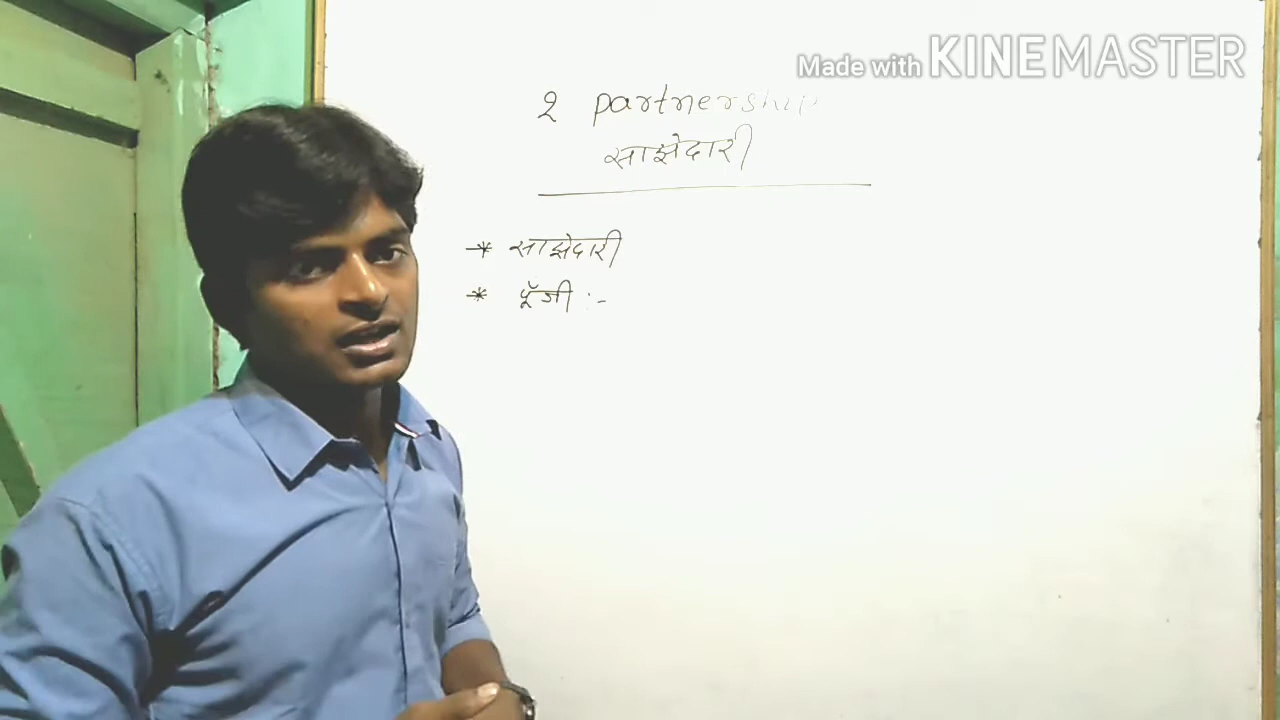 Made with KINEMASTER
2 partnership
साझेदारी
* साझेदारी
* पूँजी :-